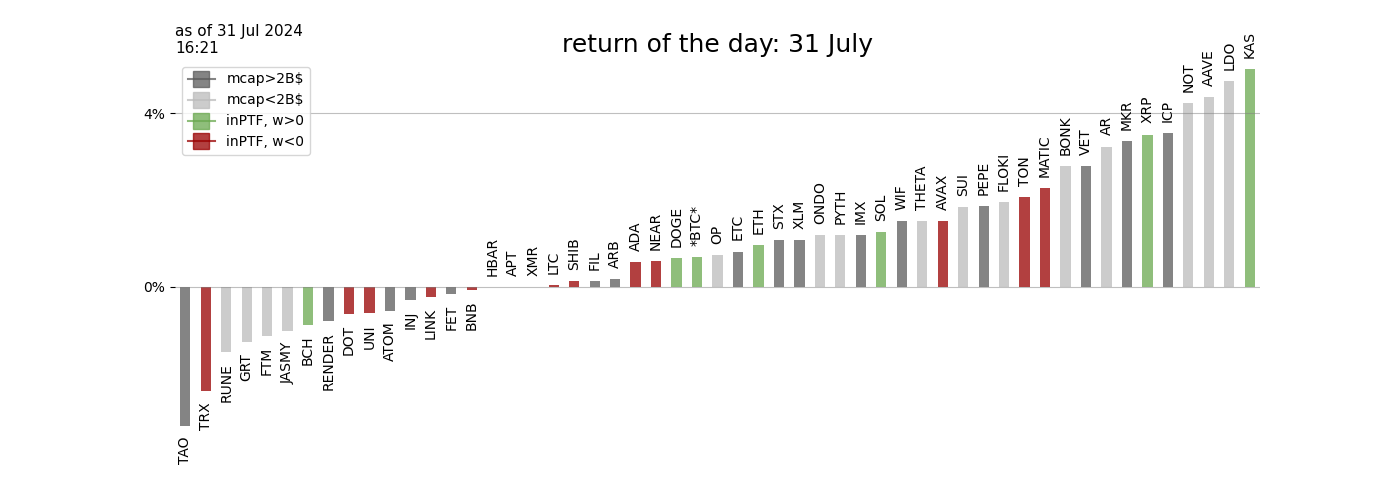 as of 31 Jul 2024
16:21
return of the day: 31 July
mcap>2B$
mcap<2B$
inPTF, w>0
inPTF, w<0
4%
0%
TAO
TRX
RUNE
GRT
FTM
JASMY
BCH
RENDER
DOT
UNI
ATOM
INJ
LINK
FET
BNB
HBAR
APT
XMR
LTC
SHIB
FIL
ARB
ADA
NEAR
DOGE
*BTC*
OP
ETC
ETH
STX
XLM
ONDO
PYTH
IMX
SOL
WIF
THETA
AVAX
SUI
PEPE
FLOKI
TON
MATIC
BONK
VET
AR
MKR
XRP
ICP
NOT
AAVE
LDO
KAS